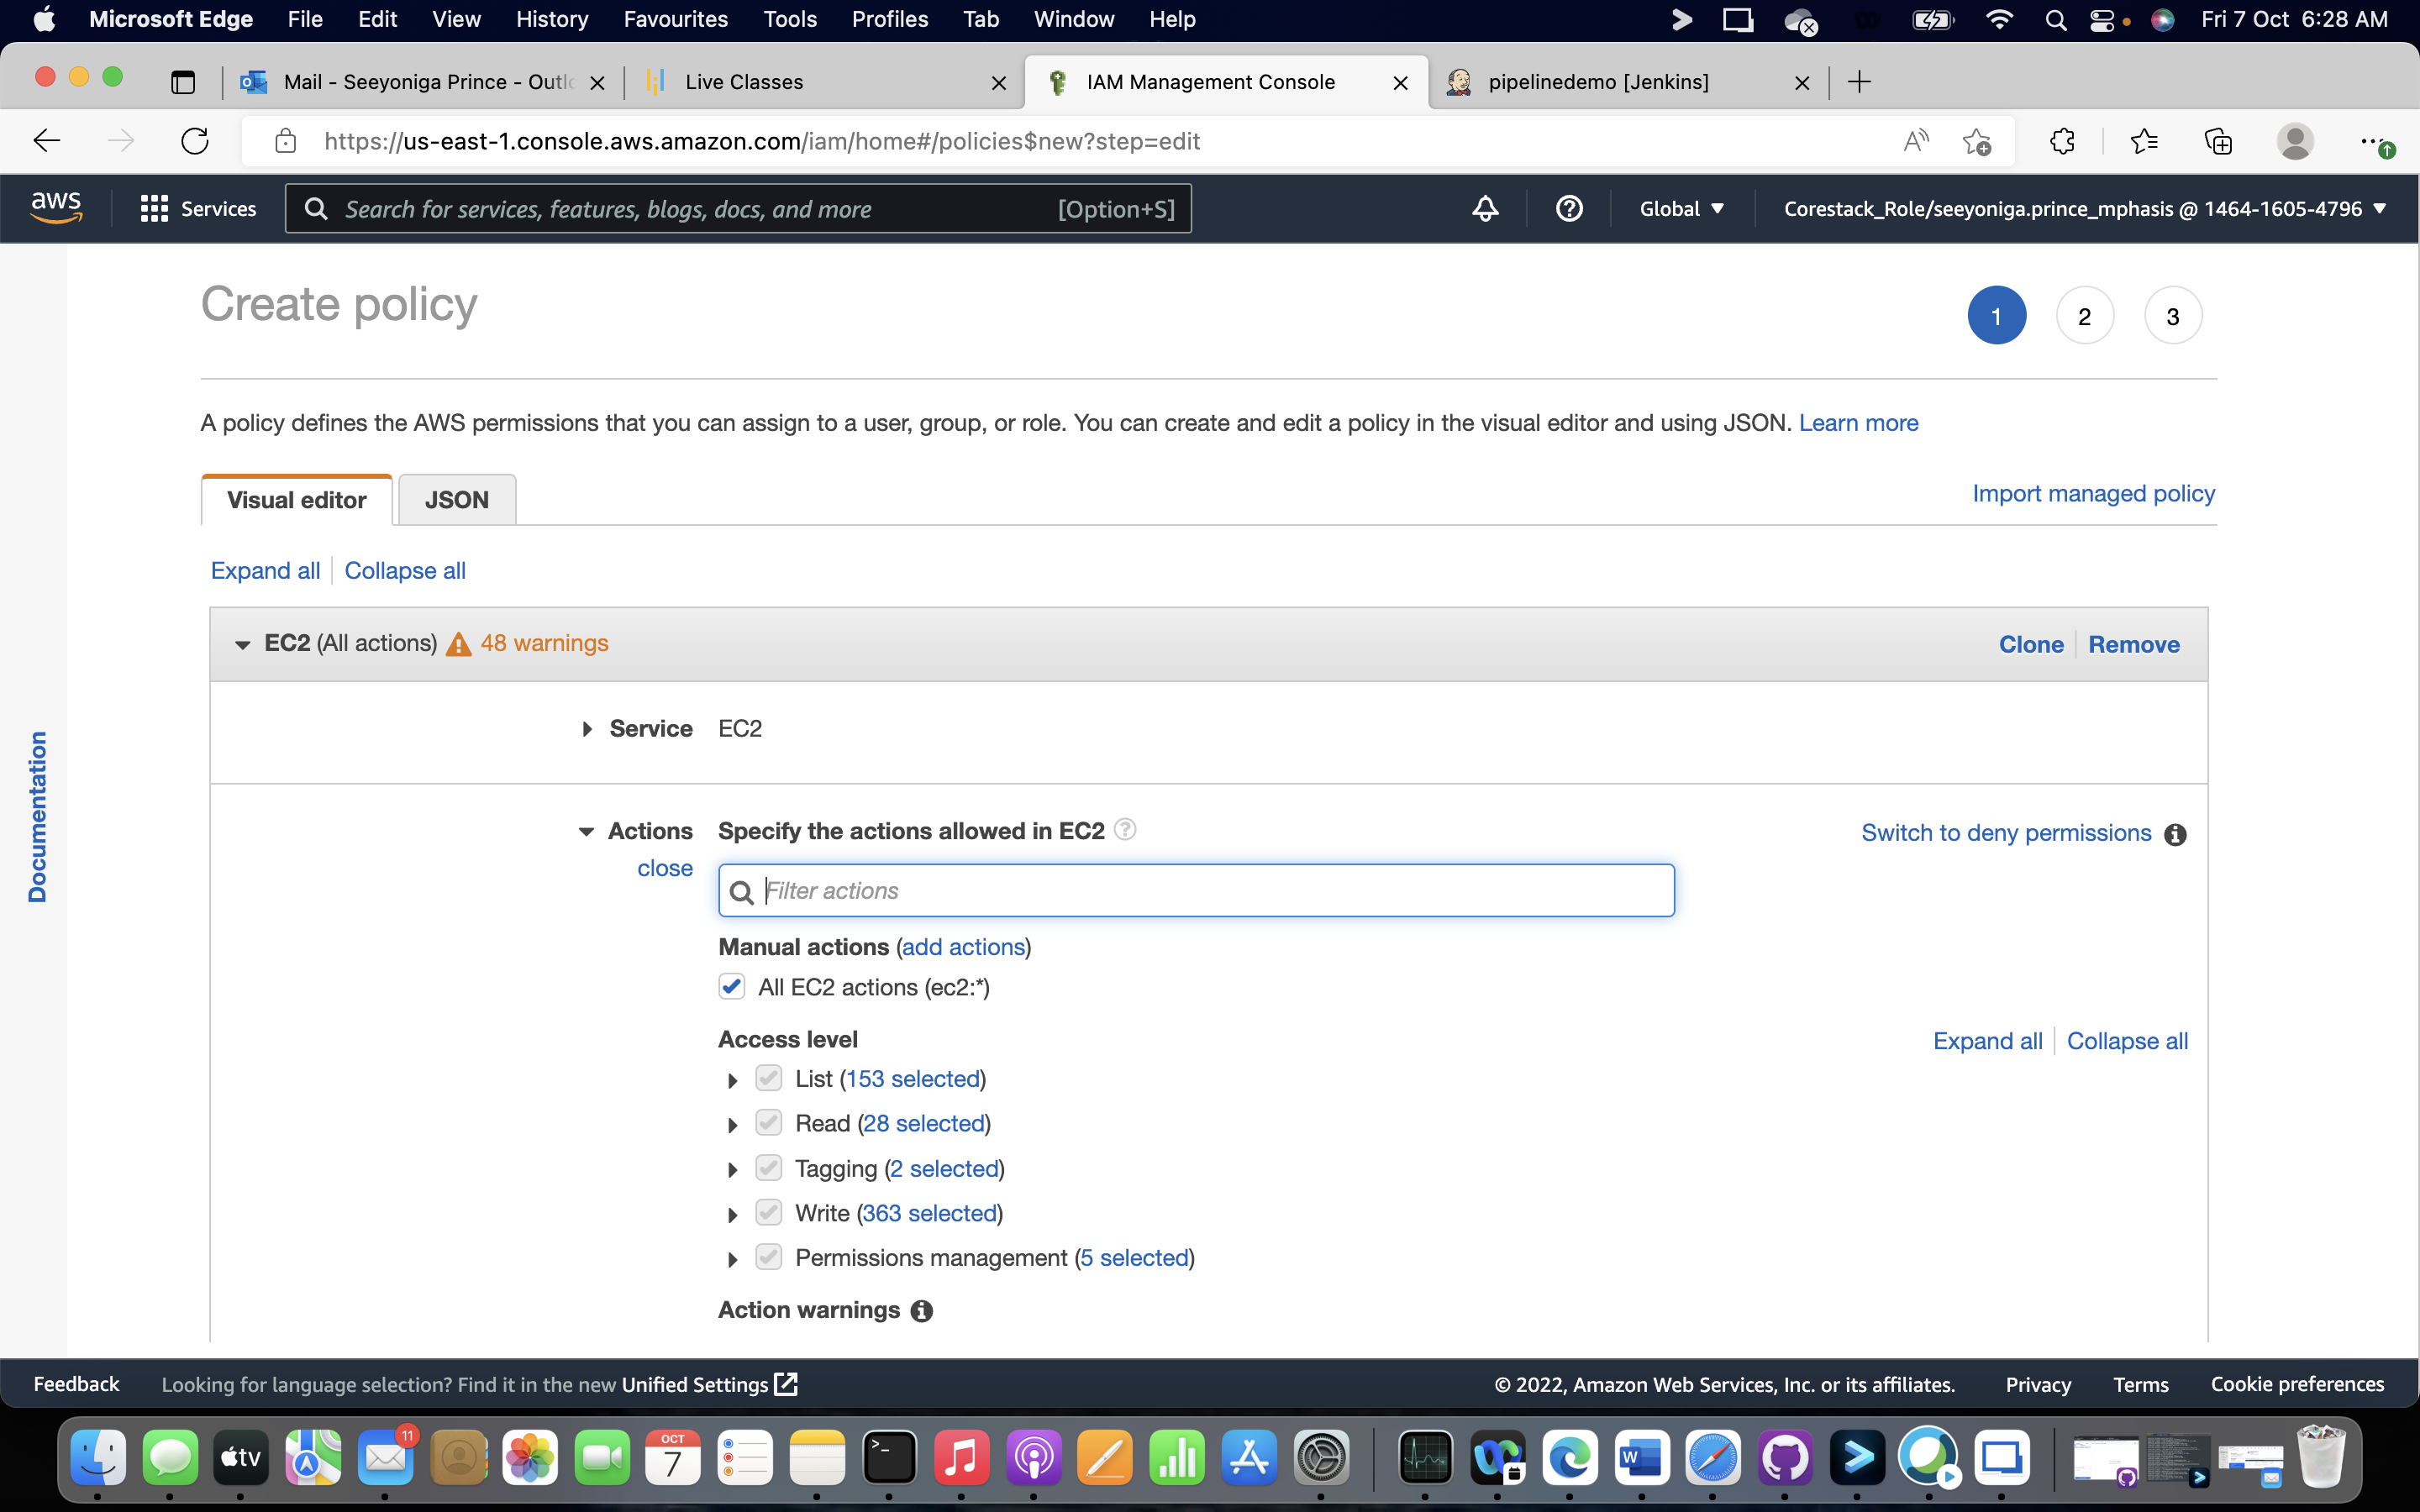 Microsoft Edge File Edit View History Favourites Tools Profiles Tab Window Help Fri 7 Oct 6:28 AM
Mail - Seeyoniga Prince - Outlo Live Classes IAM Management Console pipelinedemo [Jenkins]
https://us-east-1.console.aws.amazon.com/iam/home#/policies$new?step=edit
aws Services Search for services, features, blogs, docs, and more [Option+S] Global Corestack_Role/seeyoniga.prince_mphasis @ 1464-1605-4796
Create policy
1 2 3
A policy defines the AWS permissions that you can assign to a user, group, or role. You can create and edit a policy in the visual editor and using JSON. Learn more
Visual editor JSON Import managed policy
Expand all Collapse all
EC2 (All actions) 48 warnings Clone Remove
Service EC2
Documentation
Actions Specify the actions allowed in EC2 Switch to deny permissions
close
Filter actions
Manual actions (add actions)
All EC2 actions (ec2:*)
Access level Expand all Collapse all
List (153 selected)
Read (28 selected)
Tagging (2 selected)
Write (363 selected)
Permissions management (5 selected)
Action warnings
Feedback Looking for language selection? Find it in the new Unified Settings © 2022, Amazon Web Services, Inc. or its affiliates. Privacy Terms Cookie preferences
tv 11 OCT 7